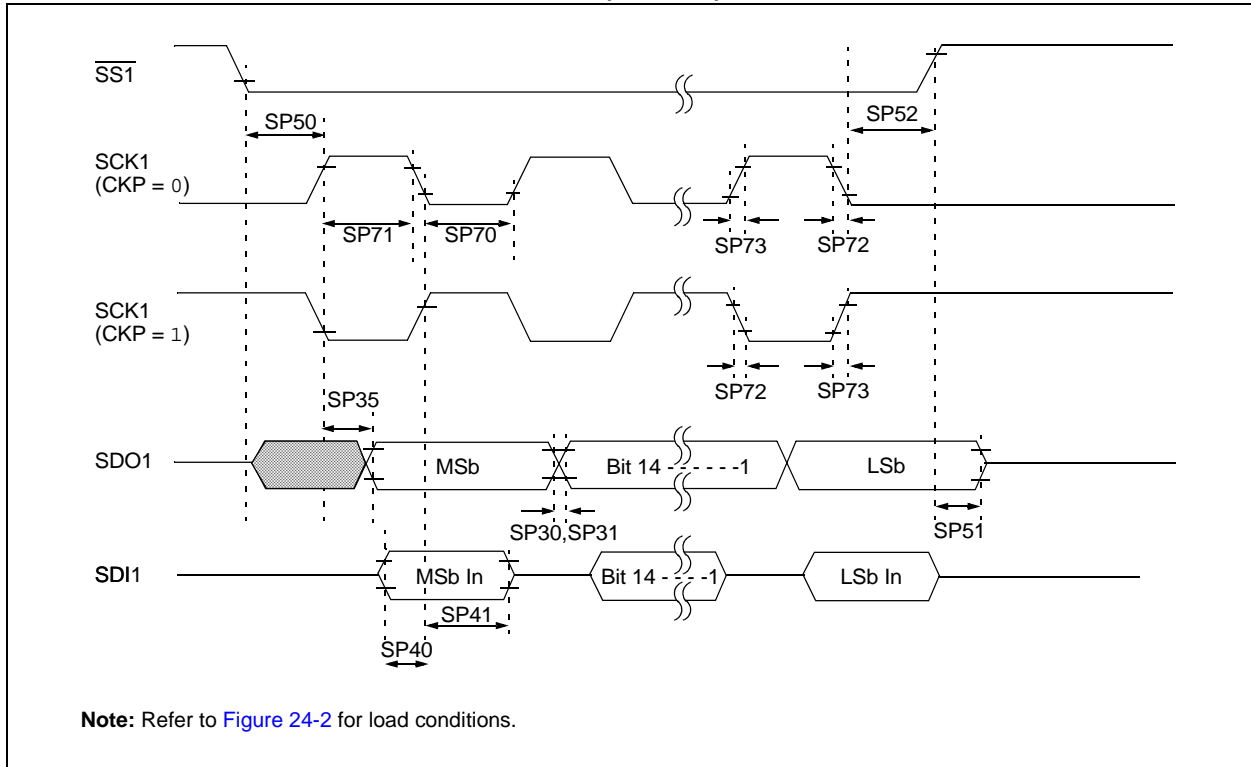 SS1
SP50
SP52
SCK1
(CKP = 0)
SP71
SP70
SP73
SP72
SCK1
(CKP = 1)
SP72
SP73
SP35
SDO1
MSb
Bit 14 - - - - - -1
LSb
SP30,SP31
SP51
SDI1
MSb In
Bit 14 - - - - -1
LSb In
SP41
SP40
Note: Refer to Figure 24-2 for load conditions.